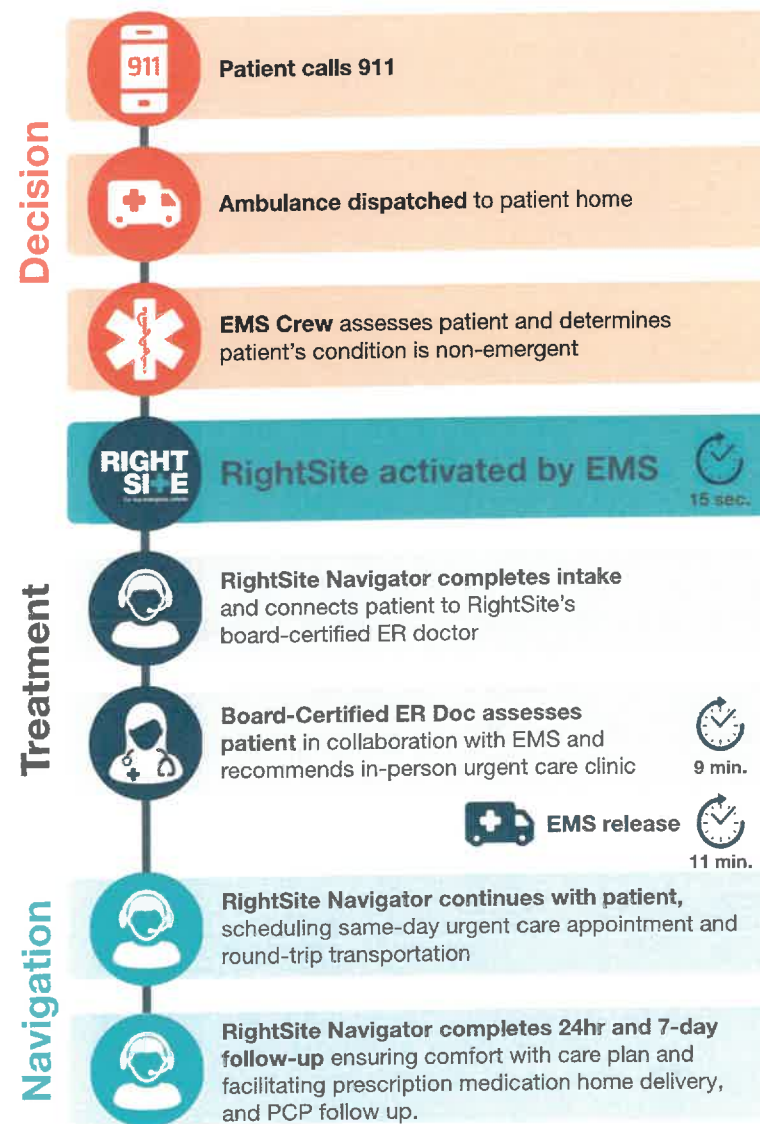 Decision
911
Patient calls 911
Ambulance dispatched to patient home
EMS Crew assesses patient and determines
patient's condition is non-emergent
RIGHT
SITE
RightSite activated by EMS
15 sec.
Treatment
RightSite Navigator completes intake
and connects patient to RightSite's
board-certified ER doctor
Board-Certified ER Doc assesses
patient in collaboration with EMS and
recommends in-person urgent care clinic
9 min.
EMS release
11 min.
Navigation
RightSite Navigator continues with patient,
scheduling same-day urgent care appointment and
round-trip transportation
RightSite Navigator completes 24hr and 7-day
follow-up ensuring comfort with care plan and
facilitating prescription medication home delivery,
and PCP follow up.